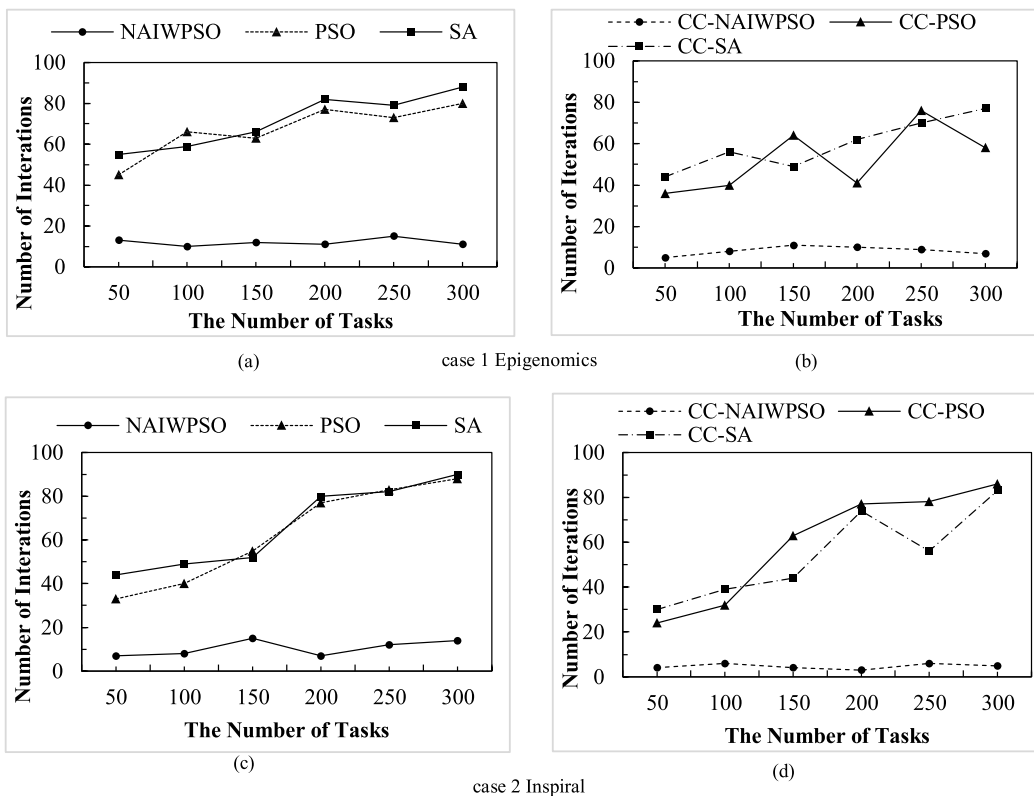 NAIWPSO PSO SA
100
80
60
40
20
0
50 100 150 200 250 300
Number of Interations
The Number of Tasks
(a)
CC-NAIWPSO CC-PSO
CC-SA
100
80
60
40
20
0
50 100 150 200 250 300
Number of Iterations
The Number of Tasks
(b)
case 1 Epigenomics
NAIWPSO PSO SA
100
80
60
40
20
0
50 100 150 200 250 300
Number of Interations
The Number of Tasks
(c)
CC-NAIWPSO CC-PSO
CC-SA
100
80
60
40
20
0
50 100 150 200 250 300
Number of Iterations
The Number of Tasks
(d)
case 2 Inspiral